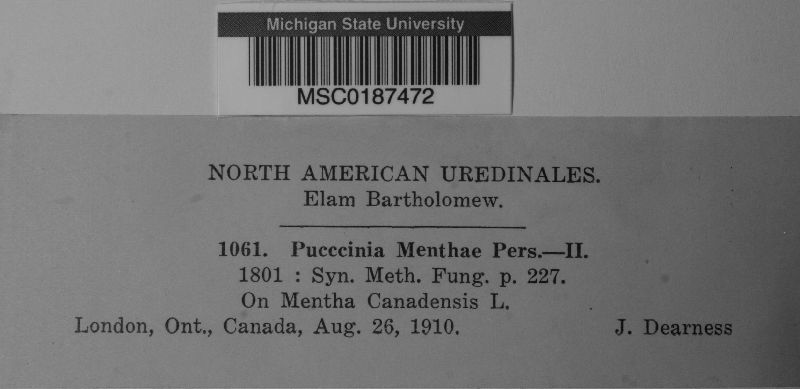 Michigan State University
MSC0187472
NORTH AMERICAN UREDINALES.
Elam Bartholomew.
1061. Pucccinia Menthae Pers.—II.
1801 : Syn. Meth. Fung. p. 227.
On Mentha Canadensis L.
London, Ont., Canada, Aug. 26, 1910. J. Dearness